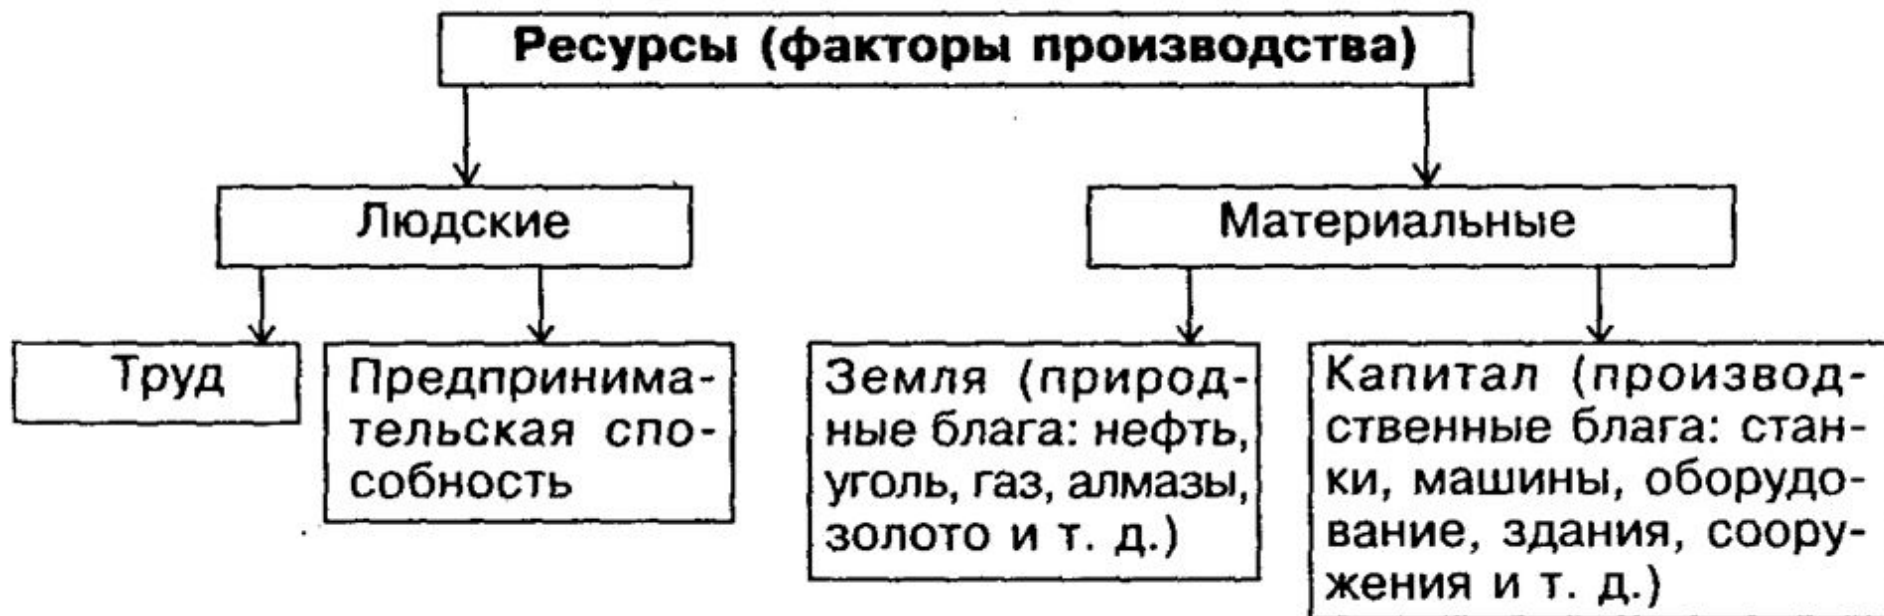 Ресурсы (факторы производства)
Людские
Материальные
Труд
Предпринима-
тельская спо-
собность
Земля (природ-
ные блага: нефть,
уголь, газ, алмазы,
золото и т. д.)
Капитал (производ-
ственные блага: стан-
ки, машины, оборудо-
вание, здания, соору-
жения и т. д.)